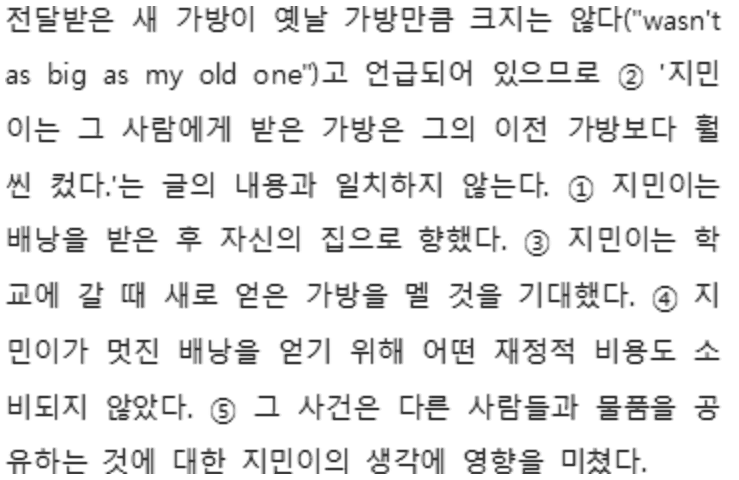 전달받은 새 가방이 옛날 가방만큼 크지는 않다("wasn't
as big as my old one")고 언급되어 있으므로 ② '지민
이는 그 사람에게 받은 가방은 그의 이전 가방보다 훨
씬 컸다.'는 글의 내용과 일치하지 않는다. ① 지민이는
배낭을 받은 후 자신의 집으로 향했다. ③ 지민이는 학
교에 갈 때 새로 얻은 가방을 멜 것을 기대했다. ④ 지
민이가 멋진 배낭을 얻기 위해 어떤 재정적 비용도 소
비되지 않았다. ⑤ 그 사건은 다른 사람들과 물품을 공
유하는 것에 대한 지민이의 생각에 영향을 미쳤다.